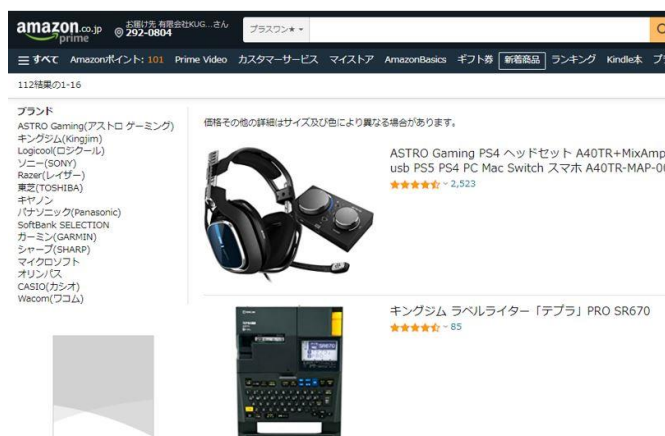 amazon.co.jp
prime
お届け先 有限会社KUG...さん
292-0804
プラスワン★
すべて Amazonポイント: 101 Prime Video カスタマーサービス マイストア AmazonBasics ギフト券 新着商品 ランキング Kindle本 プ
112結果の1-16
ブランド
ASTRO Gaming(アストロ ゲーミング)
キングジム(Kingjim)
Logicool(ロジクール)
ソニー(SONY)
Razer(レイザー)
東芝(TOSHIBA)
キヤノン
パナソニック(Panasonic)
SoftBank SELECTION
ガーミン(GARMIN)
シャープ(SHARP)
マイクロソフト
オリンパス
CASIO(カシオ)
Wacom(ワコム)
価格その他の詳細はサイズ及び色により異なる場合があります。
ASTRO Gaming PS4 ヘッドセット A40TR+MixAmp
usb PS5 PS4 PC Mac Switch スマホ A40TR-MAP-00
2,523
キングジム ラベルライター「テプラ」PRO SR670
85
SR670